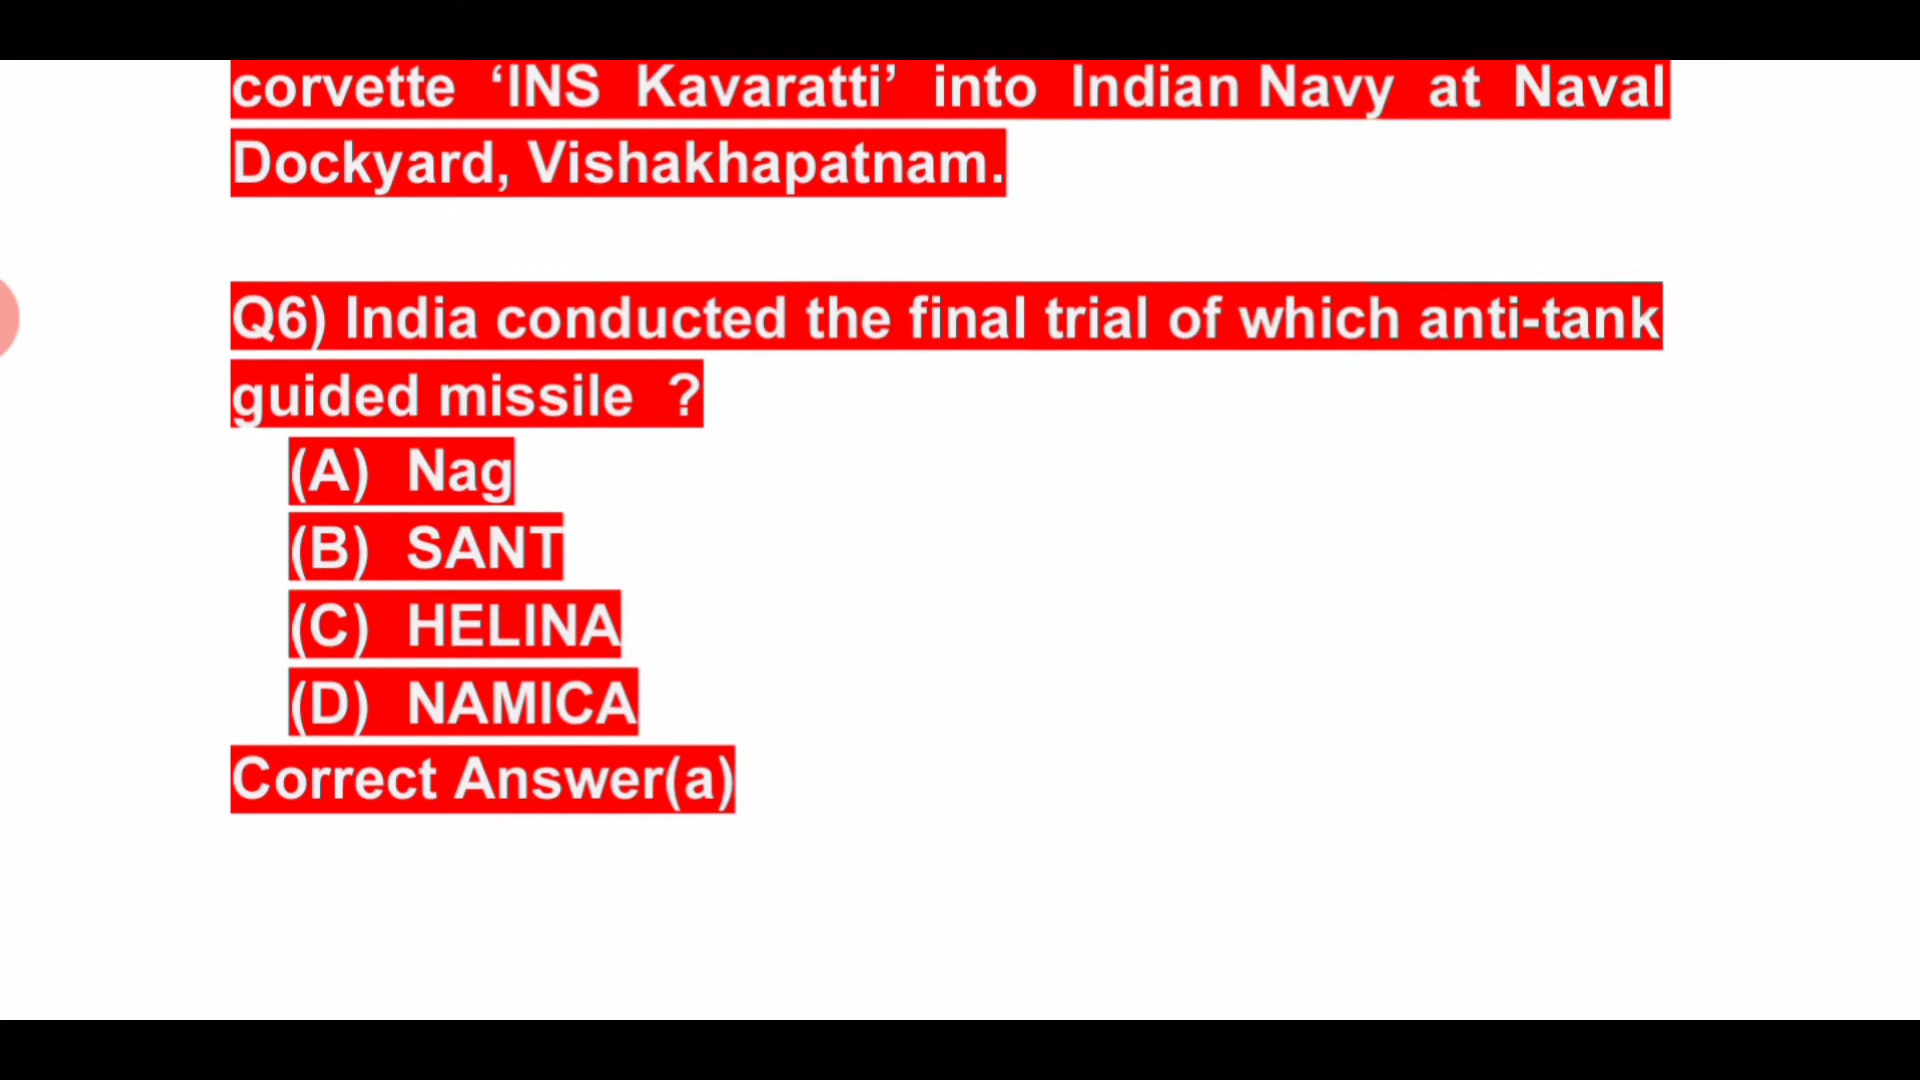 corvette ‘INS Kavaratti’ into Indian Navy at Naval
Dockyard, Vishakhapatnam.
Q6) India conducted the final trial of which anti-tank
guided missile ?
(A) Nag
(B) SANT
(C) HELINA
(D) NAMICA
Correct Answer(a)